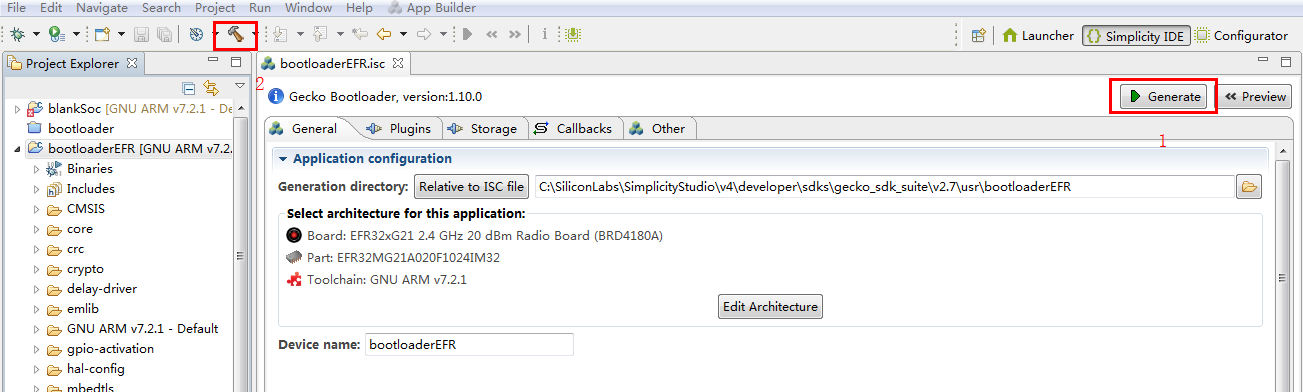 File Edit Navigate Search Project Run Window Help App Builder
Launcher Simplicity IDE Configurator
Project Explorer
bootloaderEFR.isc
2
Gecko Bootloader, version:1.10.0
Generate Preview
1
General Plugins Storage Callbacks Other
blankSoc [GNU ARM v7.2.1 - De
bootloader
bootloaderEFR [GNU ARM v7.2.
Binaries
Includes
CMSIS
core
crc
crypto
delay-driver
emlib
GNU ARM v7.2.1 - Default
gpio-activation
hal-config
mbedtls
Application configuration
Generation directory: Relative to ISC file C:\SiliconLabs\SimplicityStudio\v4\developer\sdks\gecko_sdk_suite\v2.7\usr\bootloaderEFR
Select architecture for this application:
Board: EFR32xG21 2.4 GHz 20 dBm Radio Board (BRD4180A)
Part: EFR32MG21A020F1024IM32
Toolchain: GNU ARM v7.2.1
Edit Architecture
Device name: bootloaderEFR